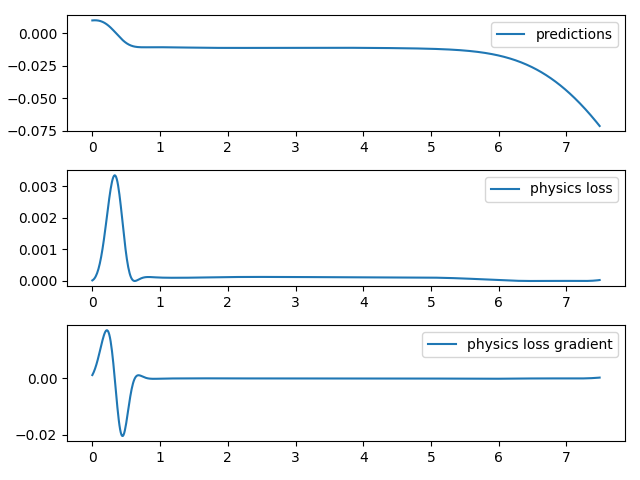 0.000
−0.025
−0.050
−0.075
predictions
0 1 2 3 4 5 6 7
0.003
0.002
0.001
0.000
physics loss
0 1 2 3 4 5 6 7
0.00
−0.02
physics loss gradient
0 1 2 3 4 5 6 7